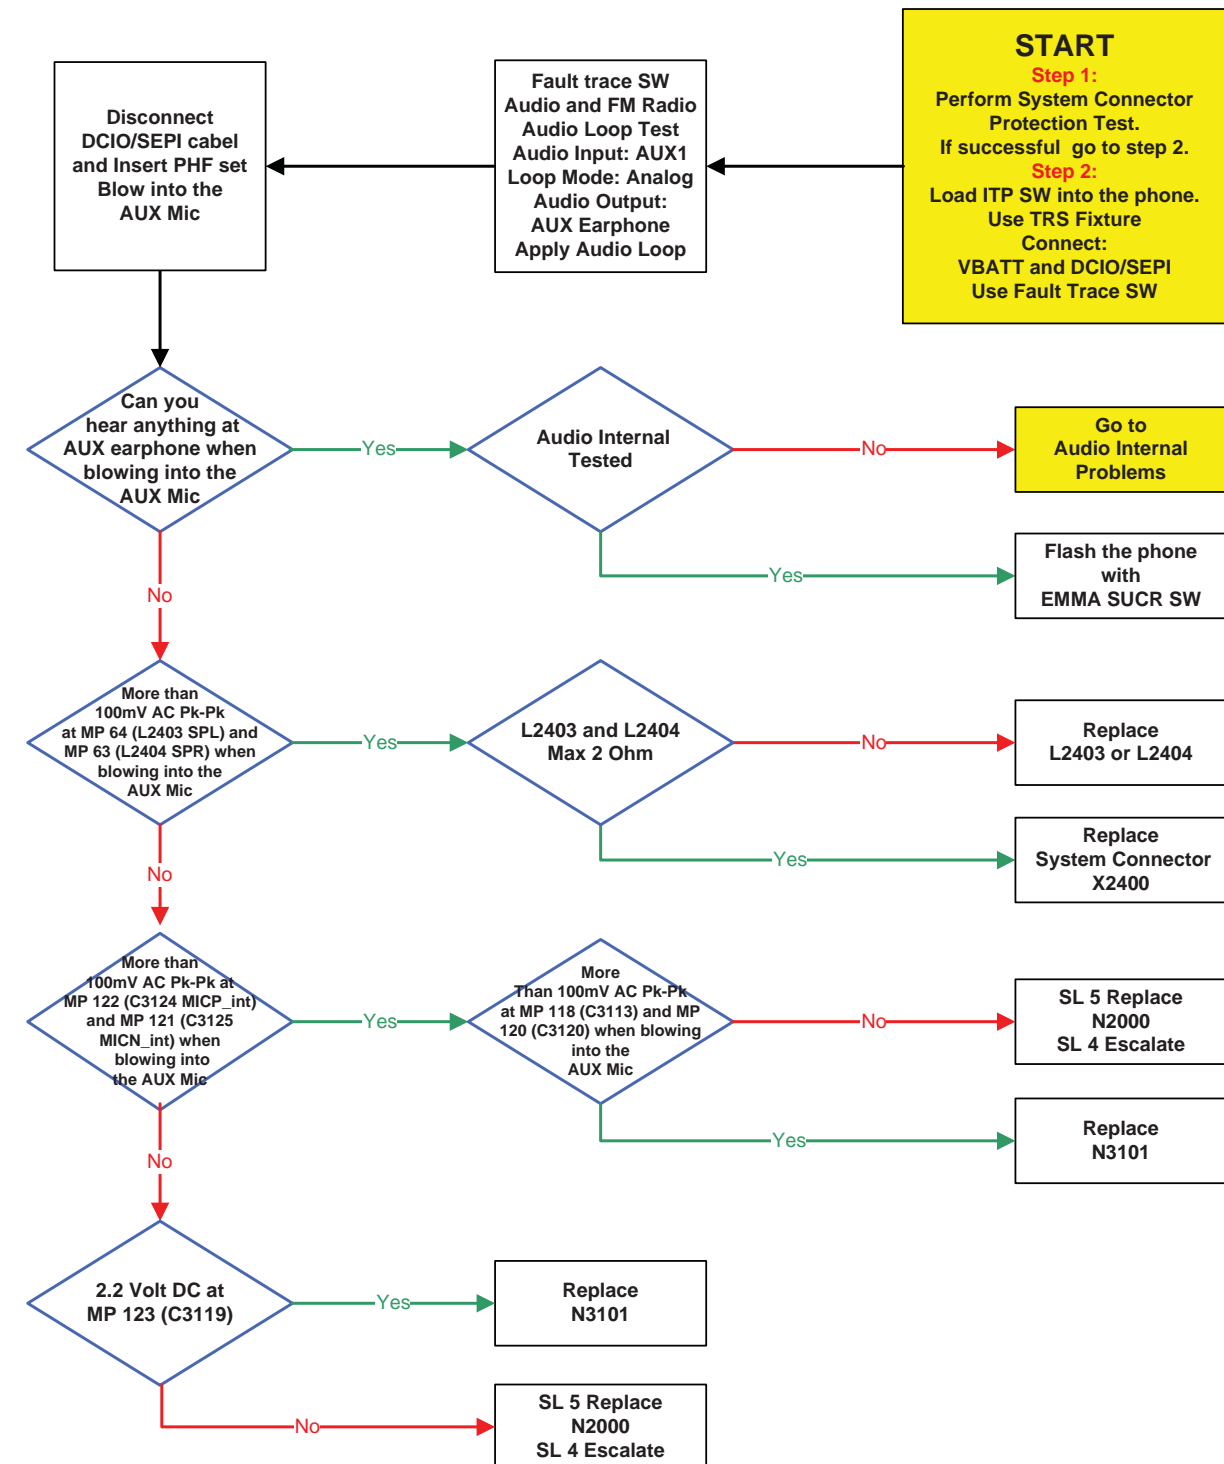 START
Step 1:
Perform System Connector
Protection Test.
If successful go to step 2.
Step 2:
Load ITP SW into the phone.
Use TRS Fixture
Connect:
VBATT and DCIO/SEPI
Use Fault Trace SW
Fault trace SW
Audio and FM Radio
Audio Loop Test
Audio Input: AUX1
Loop Mode: Analog
Audio Output:
AUX Earphone
Apply Audio Loop
Disconnect
DCIO/SEPI cabel
and Insert PHF set
Blow into the
AUX Mic
Can you
hear anything at
AUX earphone when
blowing into the
AUX Mic
Yes
Audio Internal
Tested
No
Go to
Audio Internal
Problems
Yes
Flash the phone
with
EMMA SUCR SW
No
More than
100mV AC Pk-Pk
at MP 64 (L2403 SPL) and
MP 63 (L2404 SPR) when
blowing into the
AUX Mic
Yes
L2403 and L2404
Max 2 Ohm
No
Replace
L2403 or L2404
Yes
Replace
System Connector
X2400
No
More than
100mV AC Pk-Pk at
MP 122 (C3124 MICP_int)
and MP 121 (C3125
MICN_int) when
blowing into
the AUX Mic
Yes
More
Than 100mV AC Pk-Pk
at MP 118 (C3113) and MP
120 (C3120) when blowing
into the
AUX Mic
No
SL 5 Replace
N2000
SL 4 Escalate
Yes
Replace
N3101
No
2.2 Volt DC at
MP 123 (C3119)
Yes
Replace
N3101
No
SL 5 Replace
N2000
SL 4 Escalate